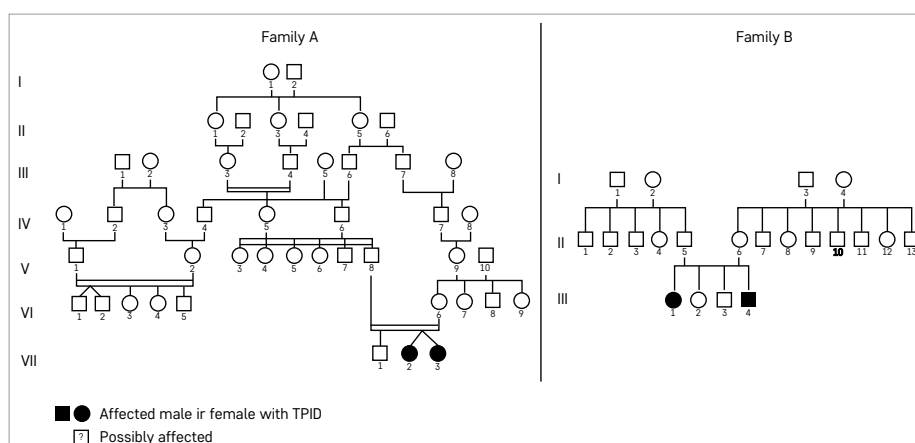 Family A
Family B
I
1 2
II
1 2 3 4 5 6
III
1 2 3 4 5 6 7 8
IV
1 2 3 4 5 6 7 8
V
1 2 3 4 5 6 7 8 9 10
VI
1 2 3 4 5 6 7 8 9
VII
1 2 3
I
1 2 3 4
II
1 2 3 4 5 6 7 8 9 10 11 12 13
III
1 2 3 4
Affected male ir female with TPID
? Possibly affected